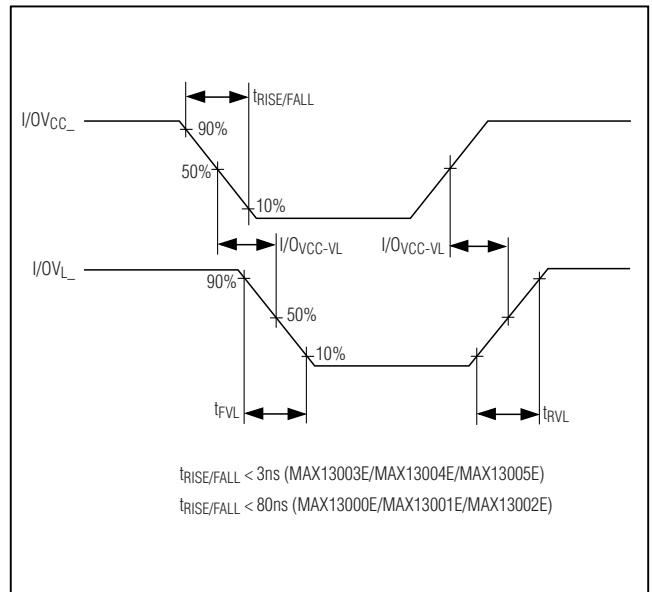 tRISE/FALL
I/OVCC_
90%
50%
10%
I/OVCC-VL I/OVCC-VL
I/OVL_
90%
50%
10%
tFVL tRVL
tRISE/FALL < 3ns (MAX13003E/MAX13004E/MAX13005E)
tRISE/FALL < 80ns (MAX13000E/MAX13001E/MAX13002E)